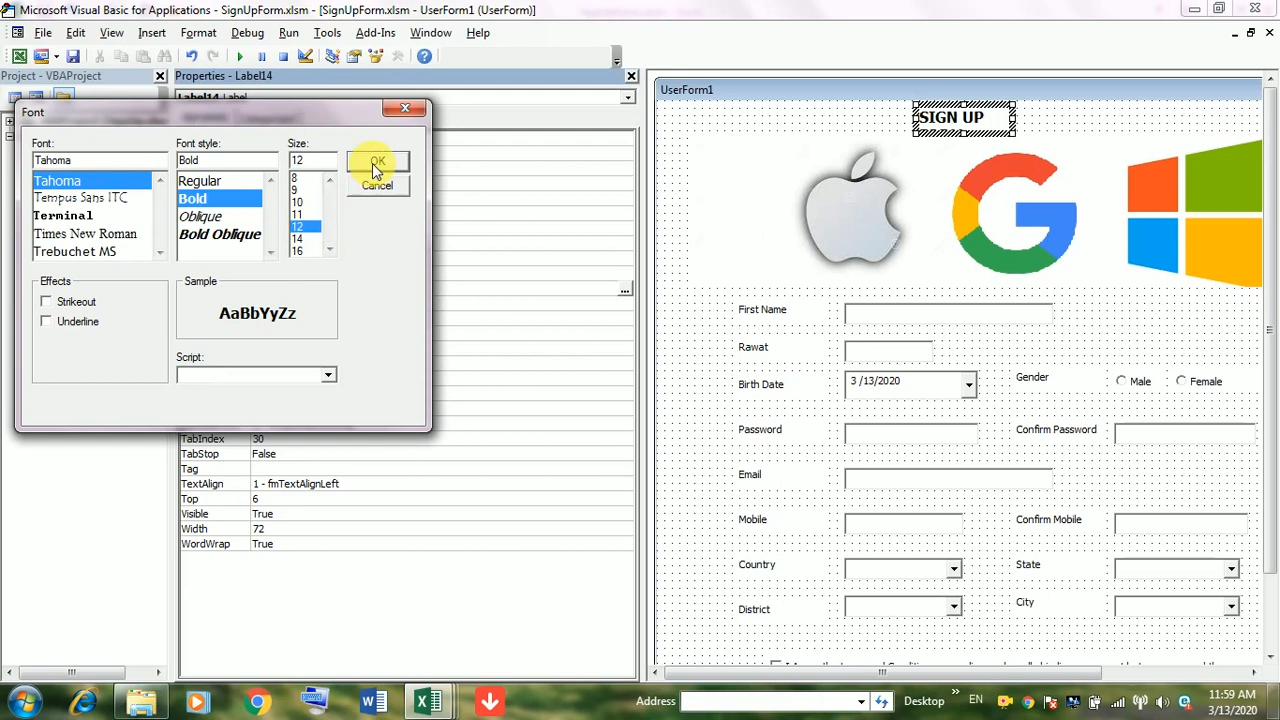 Microsoft Visual Basic for Applications - SignUpForm.xlsm - [SignUpForm.xlsm - UserForm1 (UserForm)]
File Edit View Insert Format Debug Run Tools Add-Ins Window Help
Project - VBAProject
Properties - Label14
Label14 Label
UserForm1
SIGN UP
Font
Font: Font style: Size:
Tahoma Bold 12 OK
Tahoma Regular 8 Cancel
Tempus Sans ITC Bold 9
Terminal Oblique 10
Times New Roman Bold Oblique 11
Trebuchet MS 12
14
16
Effects
Strikeout
Underline
Sample
AaBbYyZz
Script:
...
TabIndex 30
TabStop False
Tag
TextAlign 1 - fmTextAlignLeft
Top 6
Visible True
Width 72
WordWrap True
First Name
Rawat
Birth Date 3 /13/2020 Gender Male Female
Password Confirm Password
Email
Mobile Confirm Mobile
Country State
District City
Address Desktop EN 11:59 AM
3/13/2020